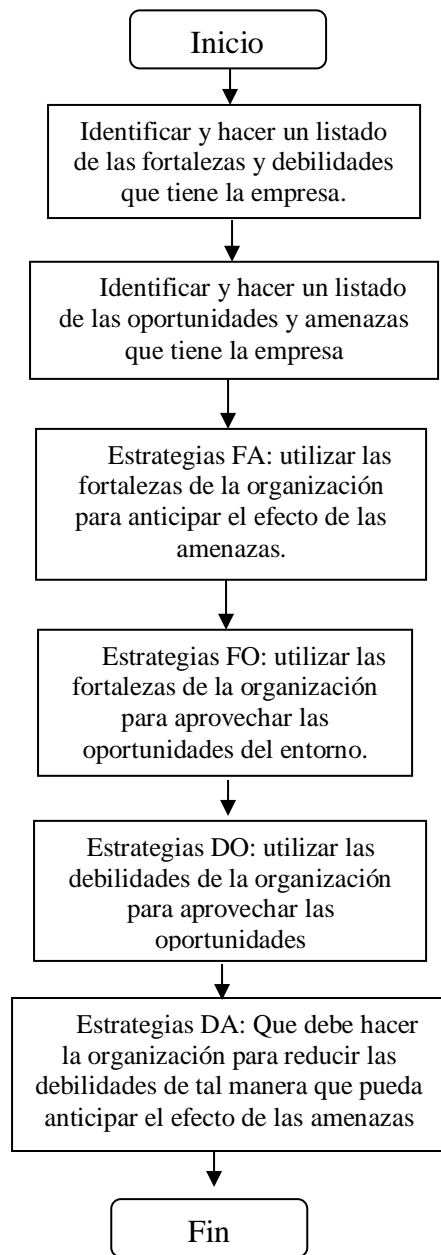 Inicio
Identificar y hacer un listado
de las fortalezas y debilidades
que tiene la empresa.
Identificar y hacer un listado
de las oportunidades y amenazas
que tiene la empresa
Estrategias FA: utilizar las
fortalezas de la organización
para anticipar el efecto de las
amenazas.
Estrategias FO: utilizar las
fortalezas de la organización
para aprovechar las
oportunidades del entorno.
Estrategias DO: utilizar las
debilidades de la organización
para aprovechar las
oportunidades
Estrategias DA: Que debe hacer
la organización para reducir las
debilidades de tal manera que pueda
anticipar el efecto de las amenazas
Fin